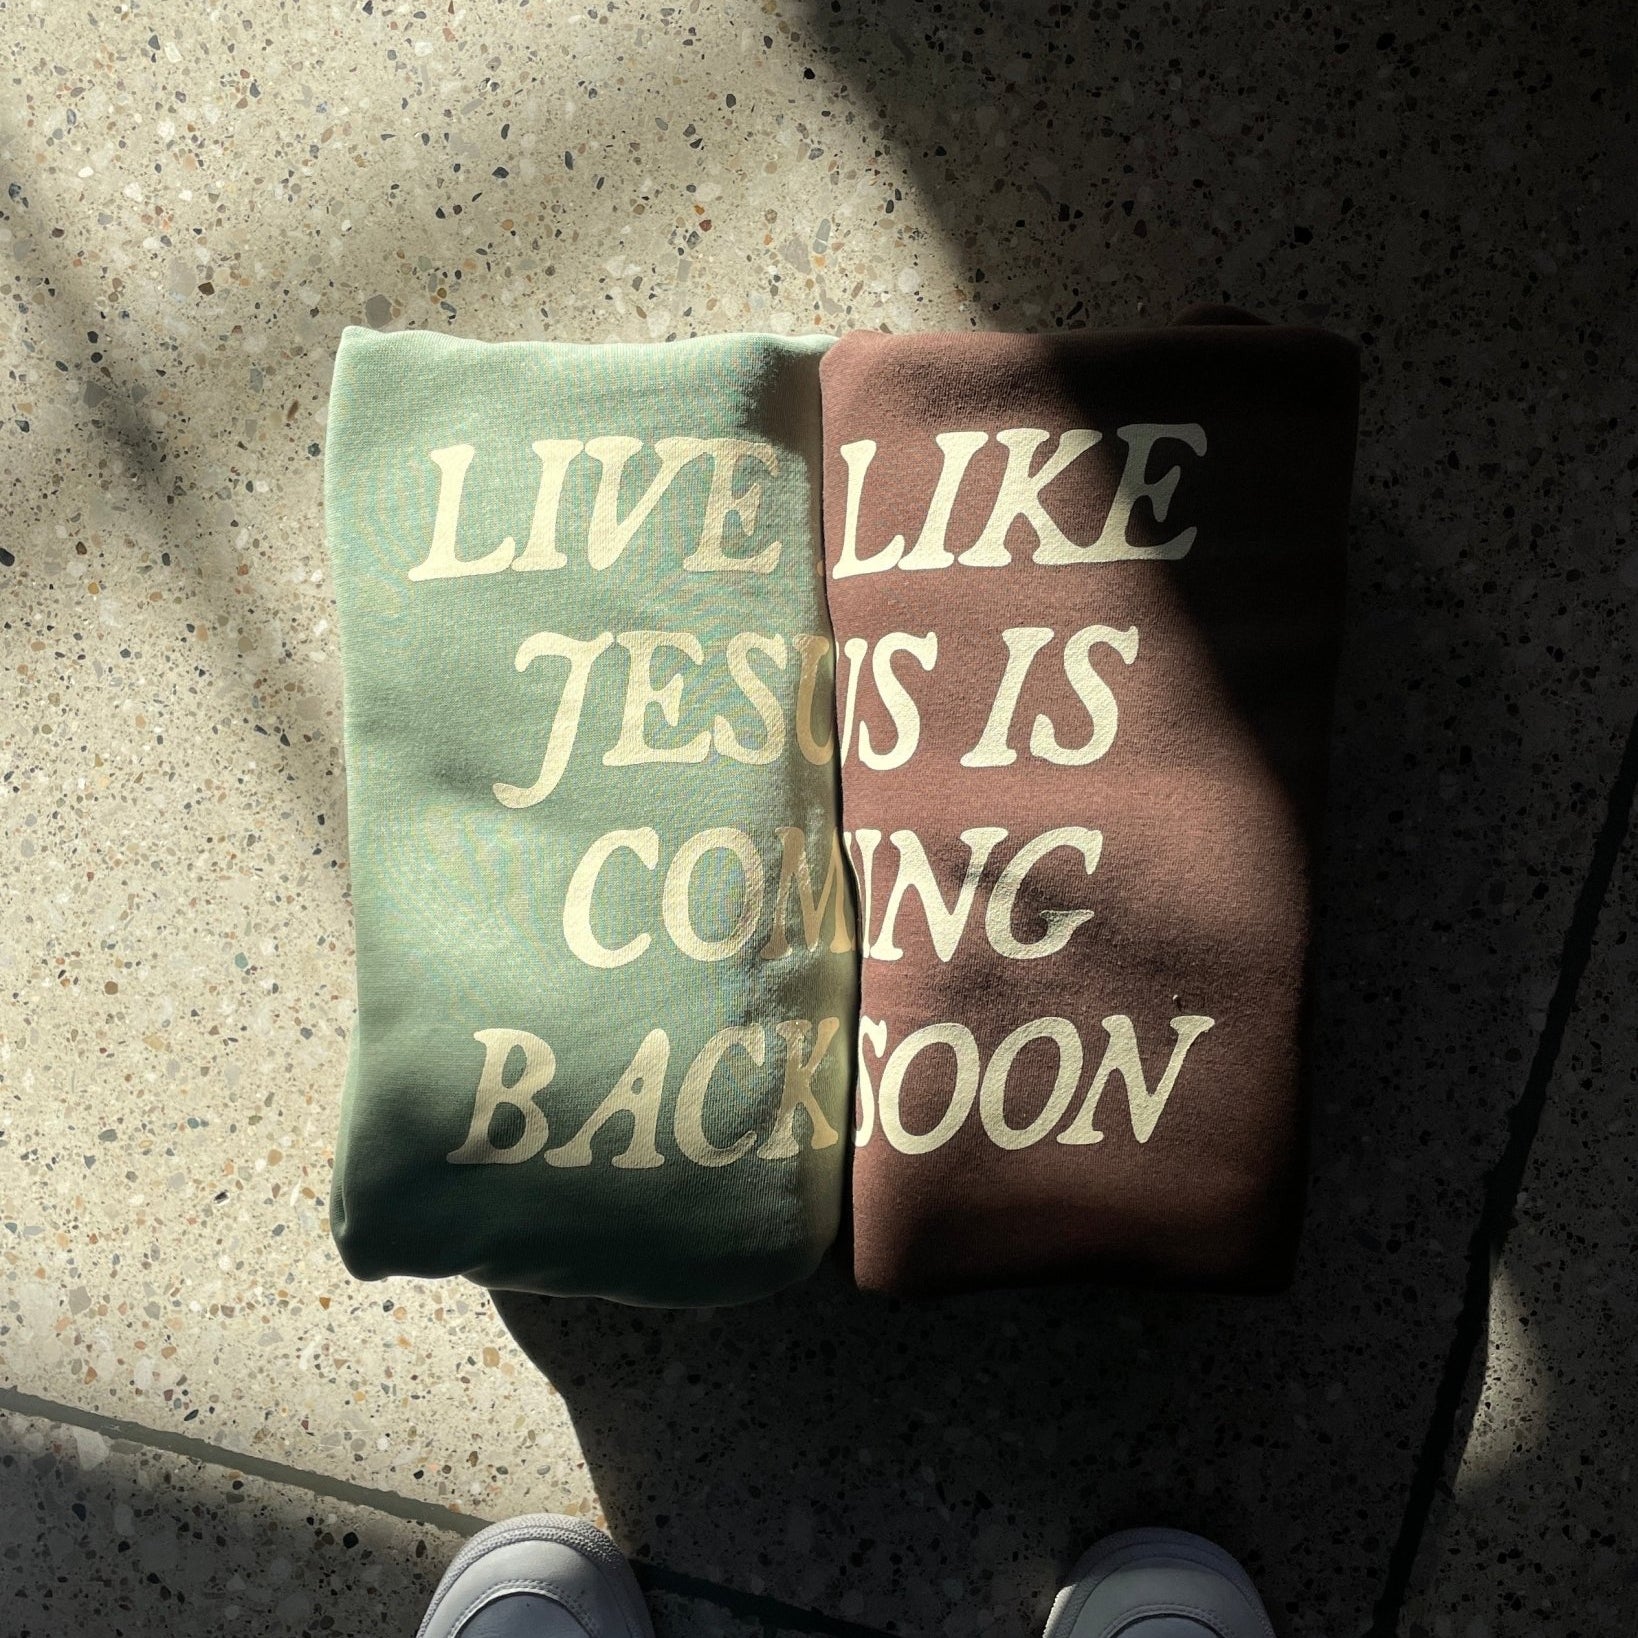 LIVE LIKE
JESUS IS
COMING
BACK SOON